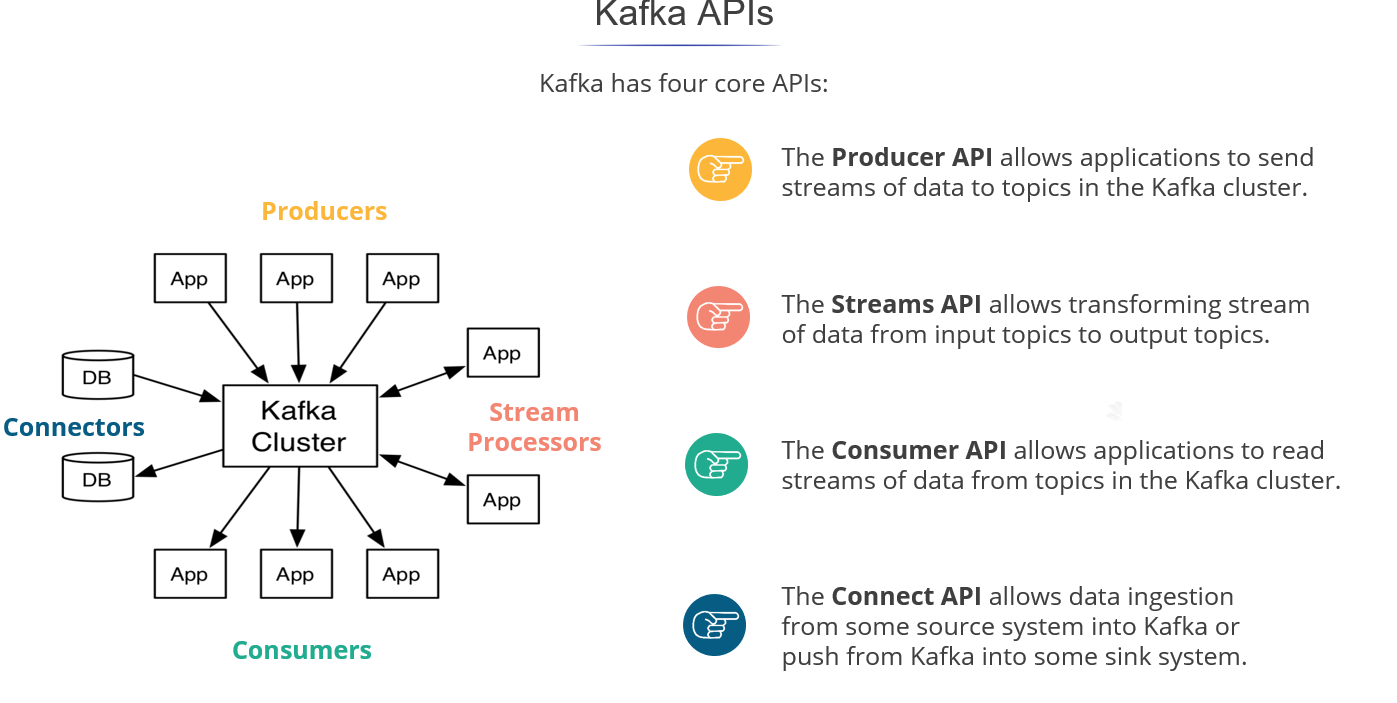 Kafka APIs
Kafka has four core APIs:
Producers
App
App
App
App
DB
Connectors
DB
Kafka
Cluster
Stream
Processors
App
App
App
App
Consumers
The Producer API allows applications to send
streams of data to topics in the Kafka cluster.
The Streams API allows transforming stream
of data from input topics to output topics.
The Consumer API allows applications to read
streams of data from topics in the Kafka cluster.
The Connect API allows data ingestion
from some source system into Kafka or
push from Kafka into some sink system.